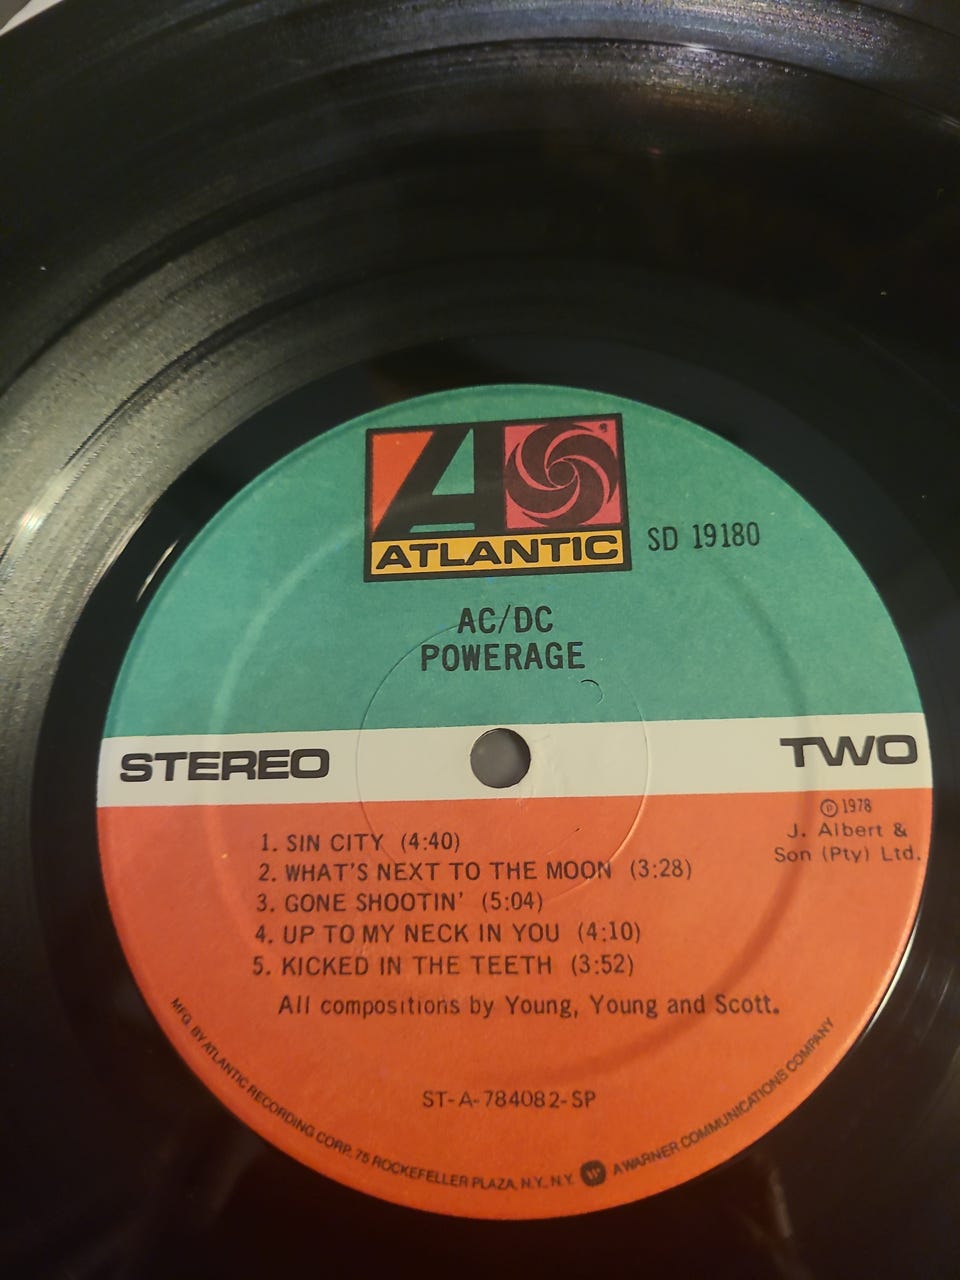 ATLANTIC
SD 19180
AC/DC
POWERAGE
STEREO
TWO
Ⓟ 1978
J. Albert &
Son (Pty) Ltd.
1. SIN CITY (4:40)
2. WHAT'S NEXT TO THE MOON (3:28)
3. GONE SHOOTIN' (5:04)
4. UP TO MY NECK IN YOU (4:10)
5. KICKED IN THE TEETH (3:52)
All compositions by Young, Young and Scott.
ST-A-784082-SP
MFG. BY ATLANTIC RECORDING CORP. 75 ROCKEFELLER PLAZA, N.Y., N.Y. A WARNER COMMUNICATIONS COMPANY